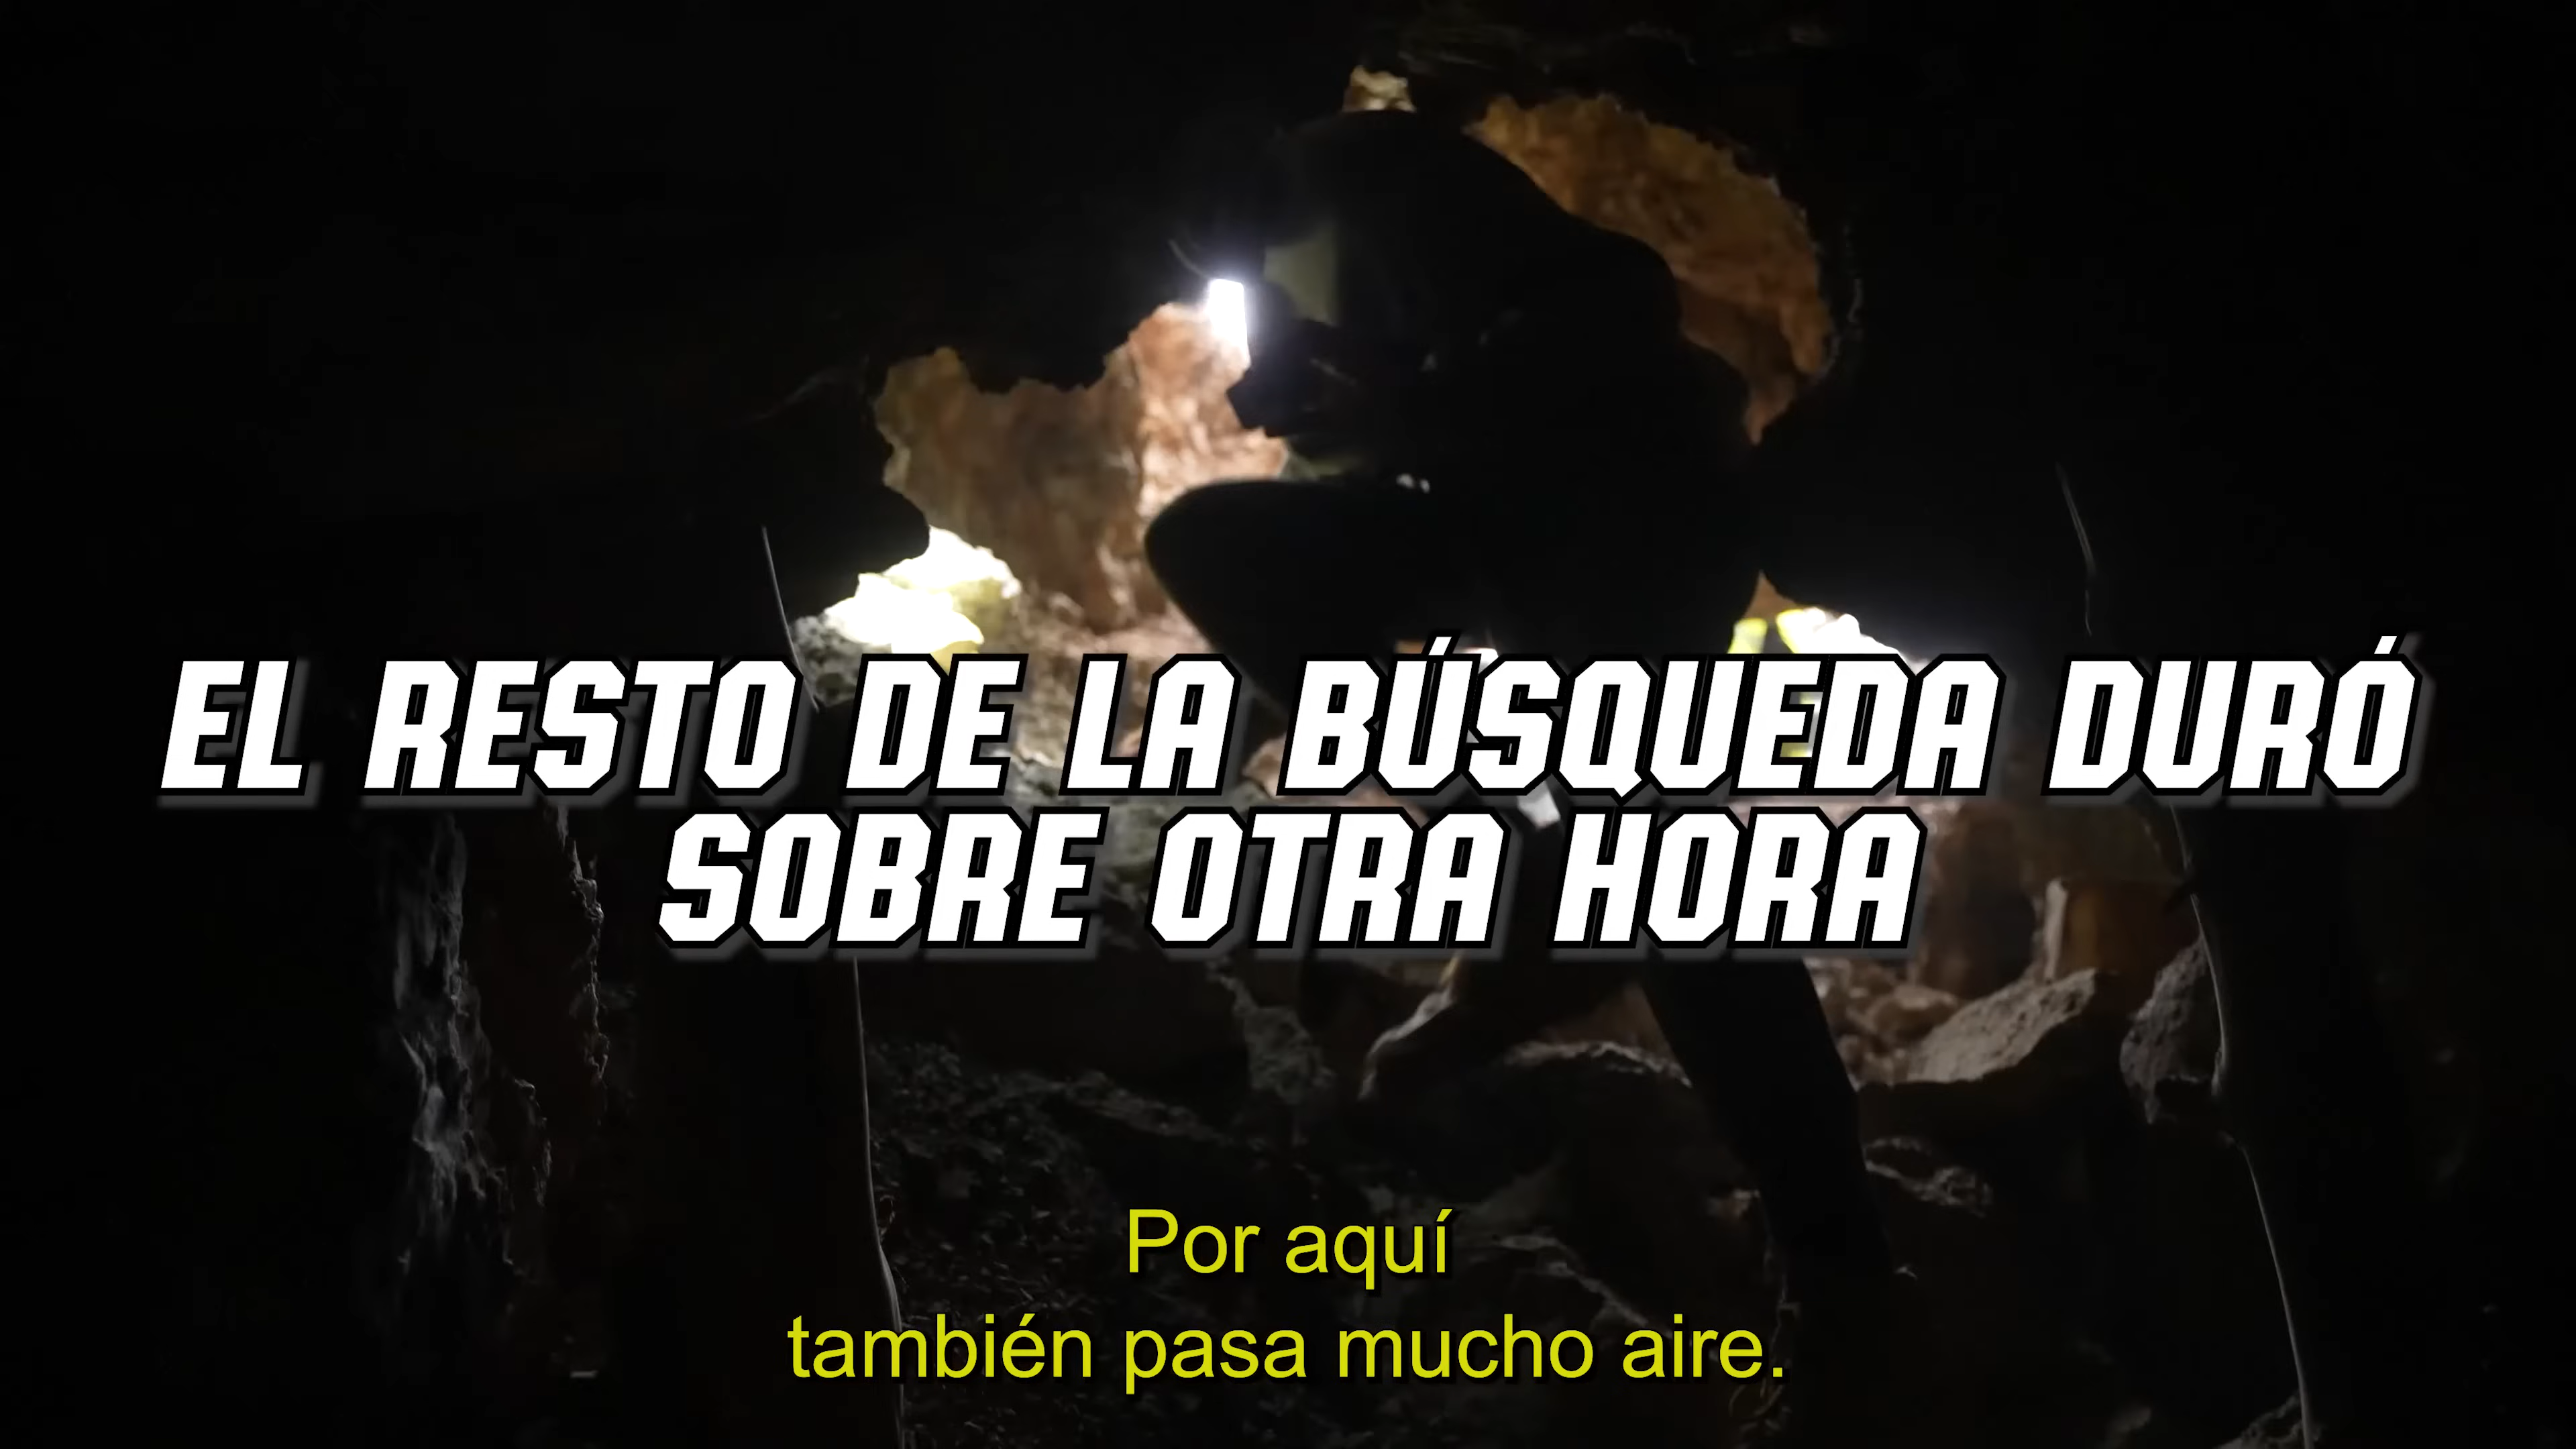 EL RESTO DE LA BÚSQUEDA DURÓ
SOBRE OTRA HORA
Por aquí
también pasa mucho aire.